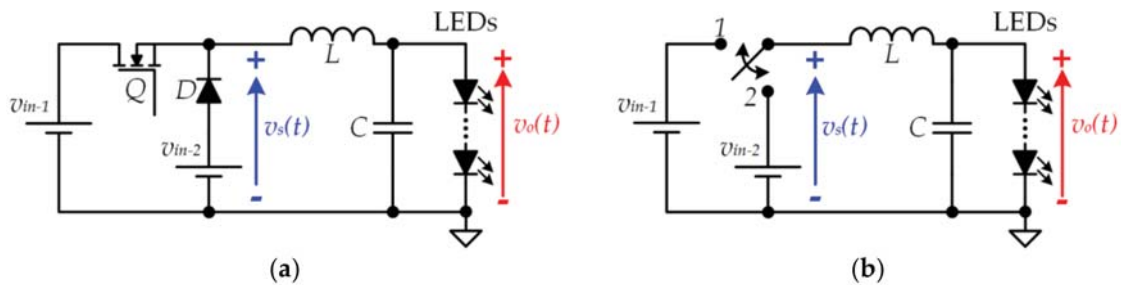 LEDs
L
Q
D
vin-1
vin-2
+
vs(t)
-
C
+
vo(t)
-
(a)
LEDs
1
2
L
vin-1
vin-2
+
vs(t)
-
C
+
vo(t)
-
(b)